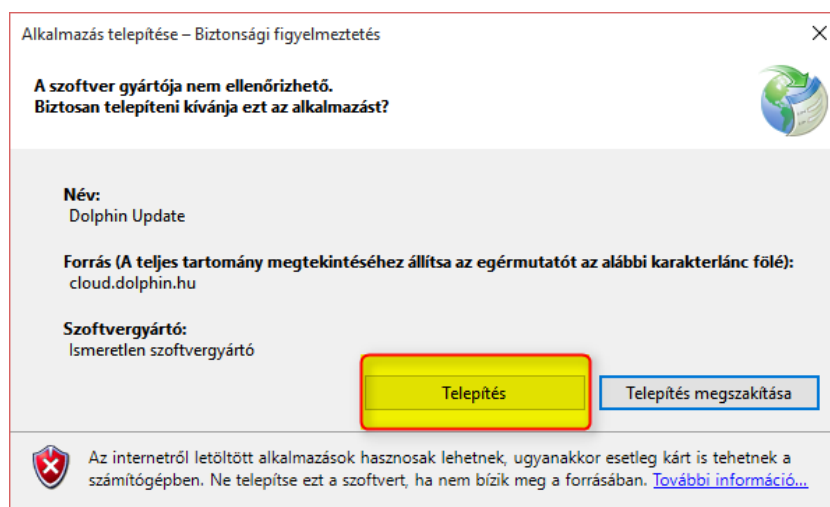 Alkalmazás telepítése – Biztonsági figyelmeztetés
A szoftver gyártója nem ellenőrizhető.
Biztosan telepíteni kívánja ezt az alkalmazást?
Név:
Dolphin Update
Forrás (A teljes tartomány megtekintéséhez állítsa az egérmutatót az alábbi karakterlánc fölé):
cloud.dolphin.hu
Szoftvergyártó:
Ismeretlen szoftvergyártó
Telepítés
Telepítés megszakítása
Az internetről letöltött alkalmazások hasznosak lehetnek, ugyanakkor esetleg kárt is tehetnek a
számítógépben. Ne telepítse ezt a szoftvert, ha nem bízik meg a forrásában. További információ...